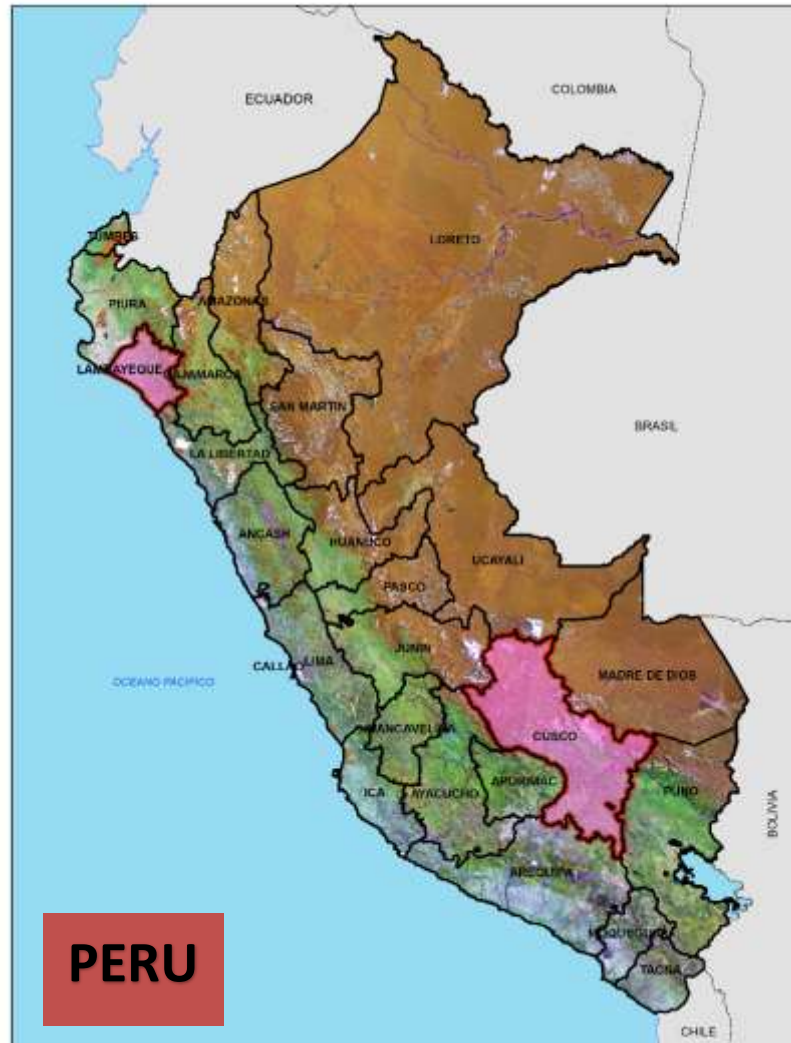 COLOMBIA
ECUADOR
TUMBES
LORETO
PIURA
AMAZONAS
LAMBAYEQUE
CAJAMARCA
SAN MARTIN
BRASIL
LA LIBERTAD
ANCASH
HUANUCO
UCAYALI
PASCO
JUNIN
CALLAO
LIMA
MADRE DE DIOS
OCEANO PACIFICO
HUANCAVELICA
CUSCO
ICA
AYACUCHO
APURIMAC
PUNO
BOLIVIA
AREQUIPA
MOQUEGUA
PERU
TACNA
CHILE